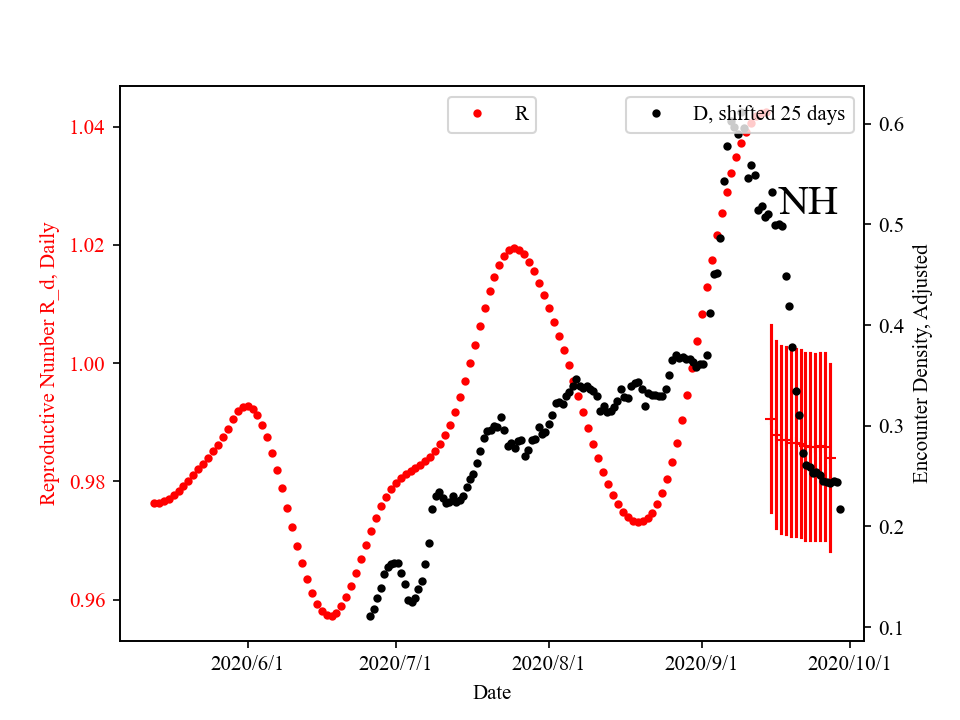 R
D, shifted 25 days
NH
Reproductive Number R_d, Daily
1.04
1.02
1.00
0.98
0.96
0.6
0.5
0.4
0.3
0.2
0.1
Encounter Density, Adjusted
2020/6/1
2020/7/1
2020/8/1
2020/9/1
2020/10/1
Date